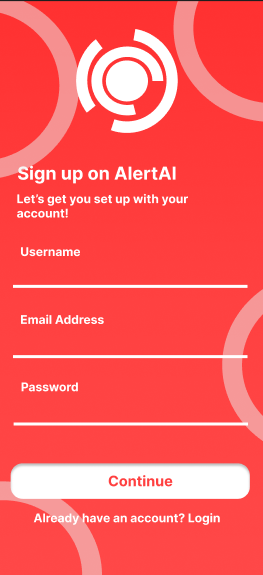 Sign up on AlertAI
Let's get you set up with your
account!
Username
Email Address
Password
Continue
Already have an account? Login